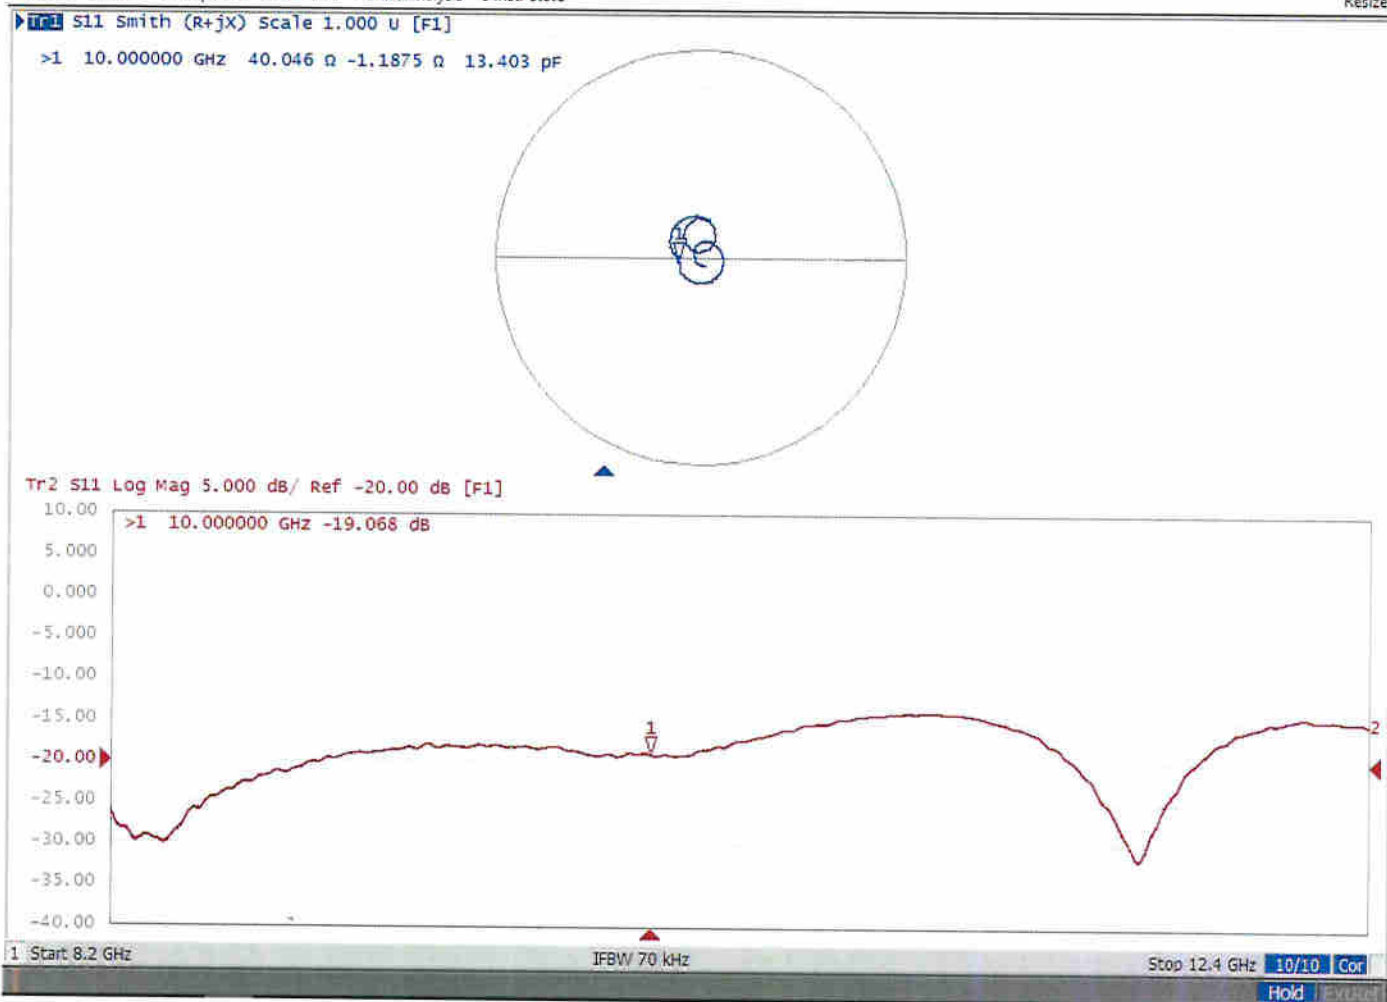 Resize
Tr1 S11 Smith (R+jX) Scale 1.000 U [F1]
>1 10.000000 GHz 40.046 Ω -1.1875 Ω 13.403 pF
1
Tr2 S11 Log Mag 5.000 dB/ Ref -20.00 dB [F1]
10.00
>1 10.000000 GHz -19.068 dB
5.000
0.000
-5.000
-10.00
-15.00
1
2
-20.00
-25.00
-30.00
-35.00
-40.00
1 Start 8.2 GHz
IFBW 70 kHz
Stop 12.4 GHz 10/10 Cor
Hold